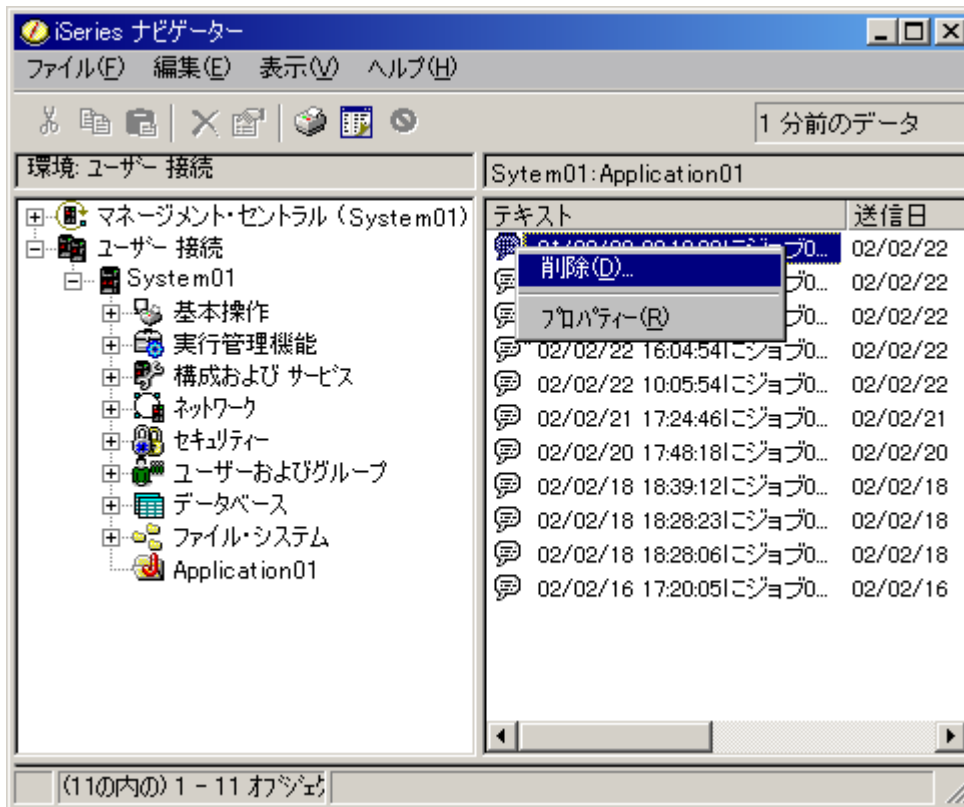 iSeries ナビゲーター
ファイル(F) 編集(E) 表示(V) ヘルプ(H)
1 分前のデータ
環境: ユーザー 接続
Sytem01:Application01
マネージメント・セントラル (System01)
ユーザー 接続
System01
基本操作
実行管理機能
構成および サービス
ネットワーク
セキュリティー
ユーザーおよびグループ
データベース
ファイル・システム
Application01
テキスト 送信日
02/02/22
削除(D)...
02/02/22
プロパティー(R)
02/02/22
02/02/22 16:04:54にジョブ0... 02/02/22
02/02/22 10:05:54にジョブ0... 02/02/22
02/02/21 17:24:46にジョブ0... 02/02/21
02/02/20 17:48:18にジョブ0... 02/02/20
02/02/18 18:39:12にジョブ0... 02/02/18
02/02/18 18:28:23にジョブ0... 02/02/18
02/02/18 18:28:06にジョブ0... 02/02/18
02/02/16 17:20:05にジョブ0... 02/02/16
(11の内の) 1 - 11 オブジェク